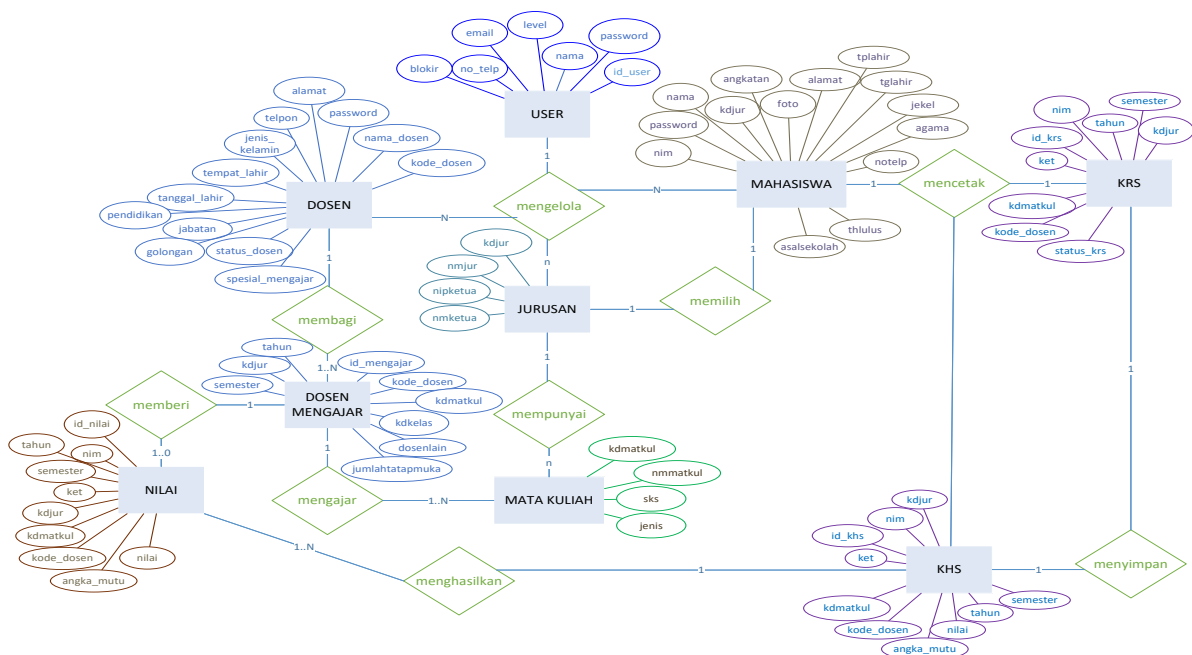 level
email
password
nama
blokir
no_telp
id_user
USER
1
mengelola
N
N
n
alamat
telpon
password
jenis_
kelamin
nama_dosen
kode_dosen
tempat_lahir
tanggal_lahir
pendidikan
jabatan
golongan
status_dosen
spesial_mengajar
DOSEN
1
membagi
1..N
tplahir
angkatan
alamat
tglahir
nama
kdjur
foto
jekel
password
agama
nim
notelp
MAHASISWA
thlulus
asalsekolah
1
mencetak
1
1
semester
nim
tahun
kdjur
id_krs
ket
KRS
kdmatkul
kode_dosen
status_krs
1
kdjur
nmjur
nipketua
nmketua
JURUSAN
1
memilih
1
mempunyai
n
tahun
id_mengajar
kdjur
kode_dosen
semester
kdmatkul
DOSEN
MENGAJAR
kdkelas
dosenlain
jumlahtatapmuka
memberi
1
1..0
1
mengajar
1..N
id_nilai
tahun
nim
semester
ket
NILAI
kdjur
kdmatkul
kode_dosen
nilai
angka_mutu
kdmatkul
nmmatkul
MATA KULIAH
sks
jenis
1..N
menghasilkan
1
kdjur
nim
id_khs
ket
KHS
kdmatkul
semester
tahun
kode_dosen
nilai
angka_mutu
1
menyimpan